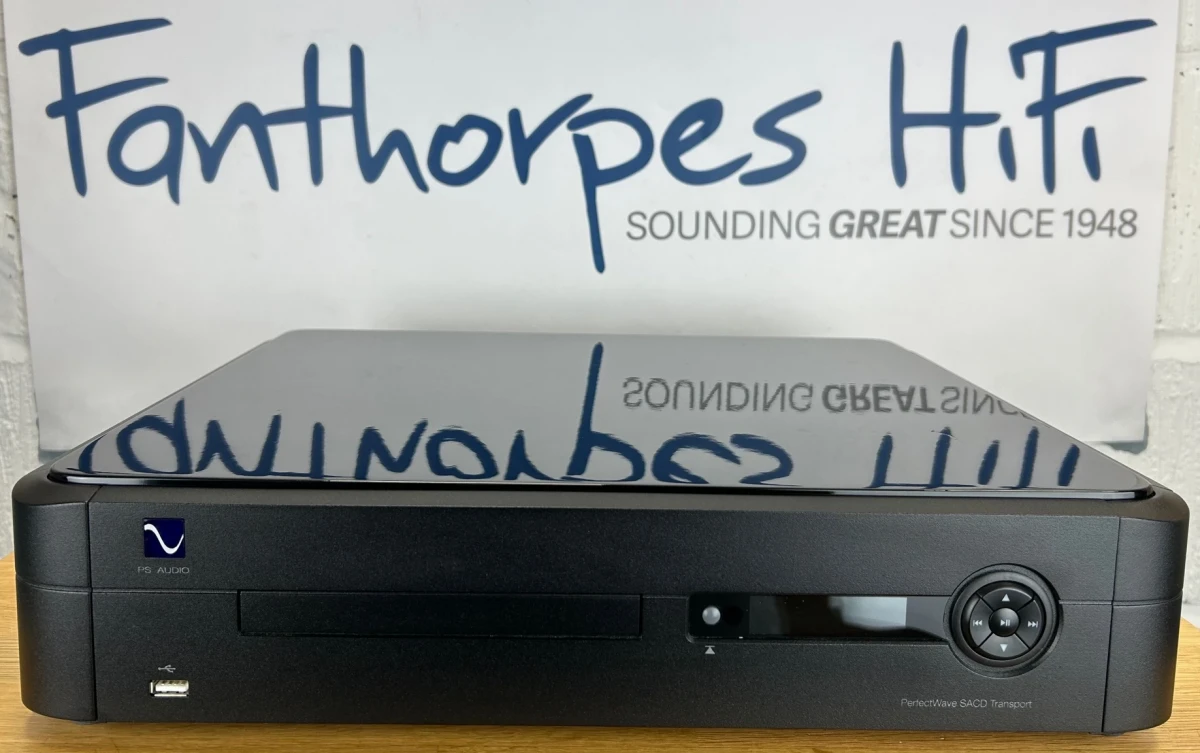 Fanthorpes HiFi
SOUNDING GREAT SINCE 1948
SOUNDING GREAT SINC
PS AUDIO
PerfectWave SACD Transport